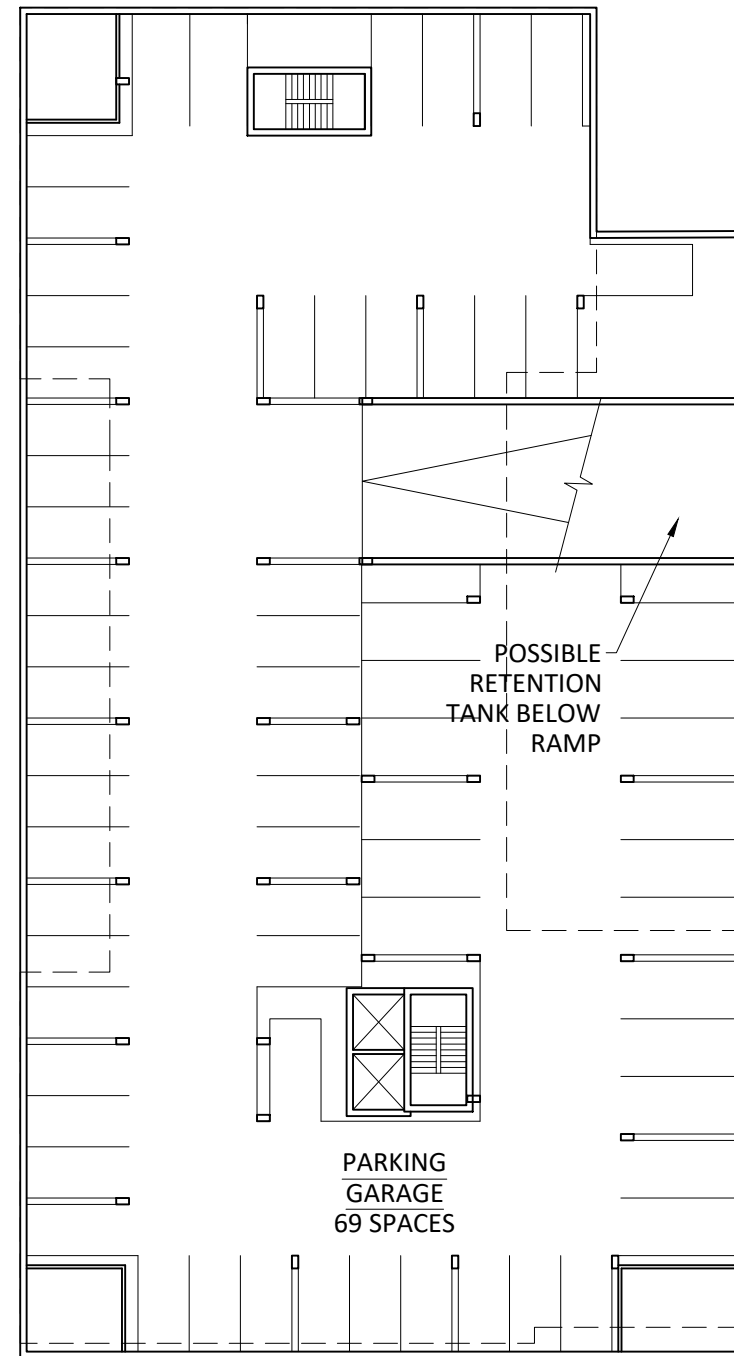 POSSIBLE
RETENTION
TANK BELOW
RAMP
PARKING
GARAGE
69 SPACES